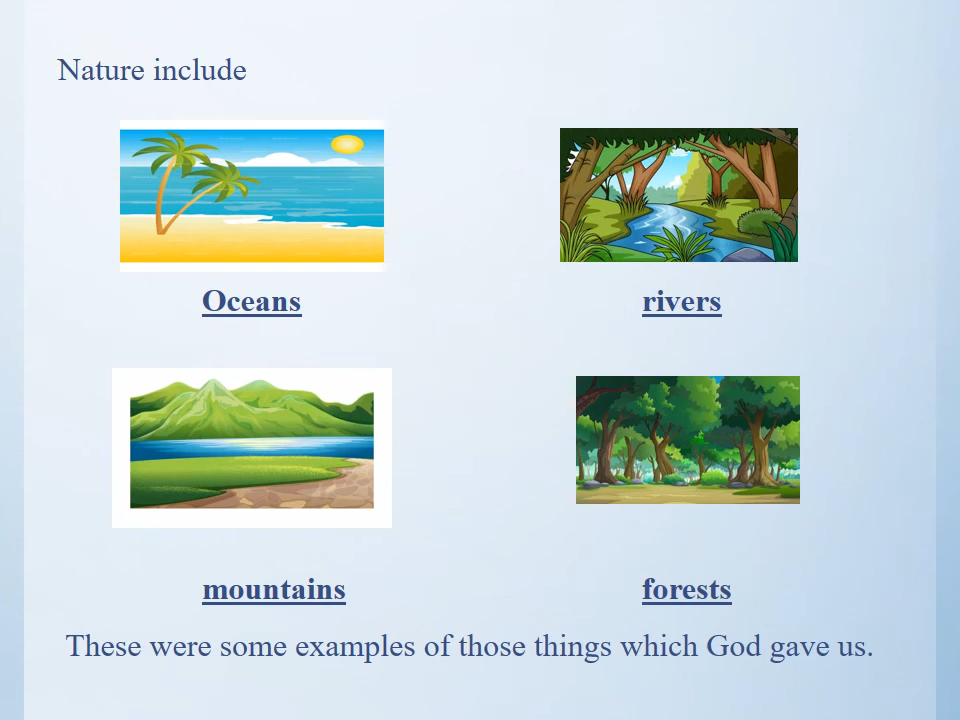 Nature include
Oceans
rivers
mountains
forests
These were some examples of those things which God gave us.